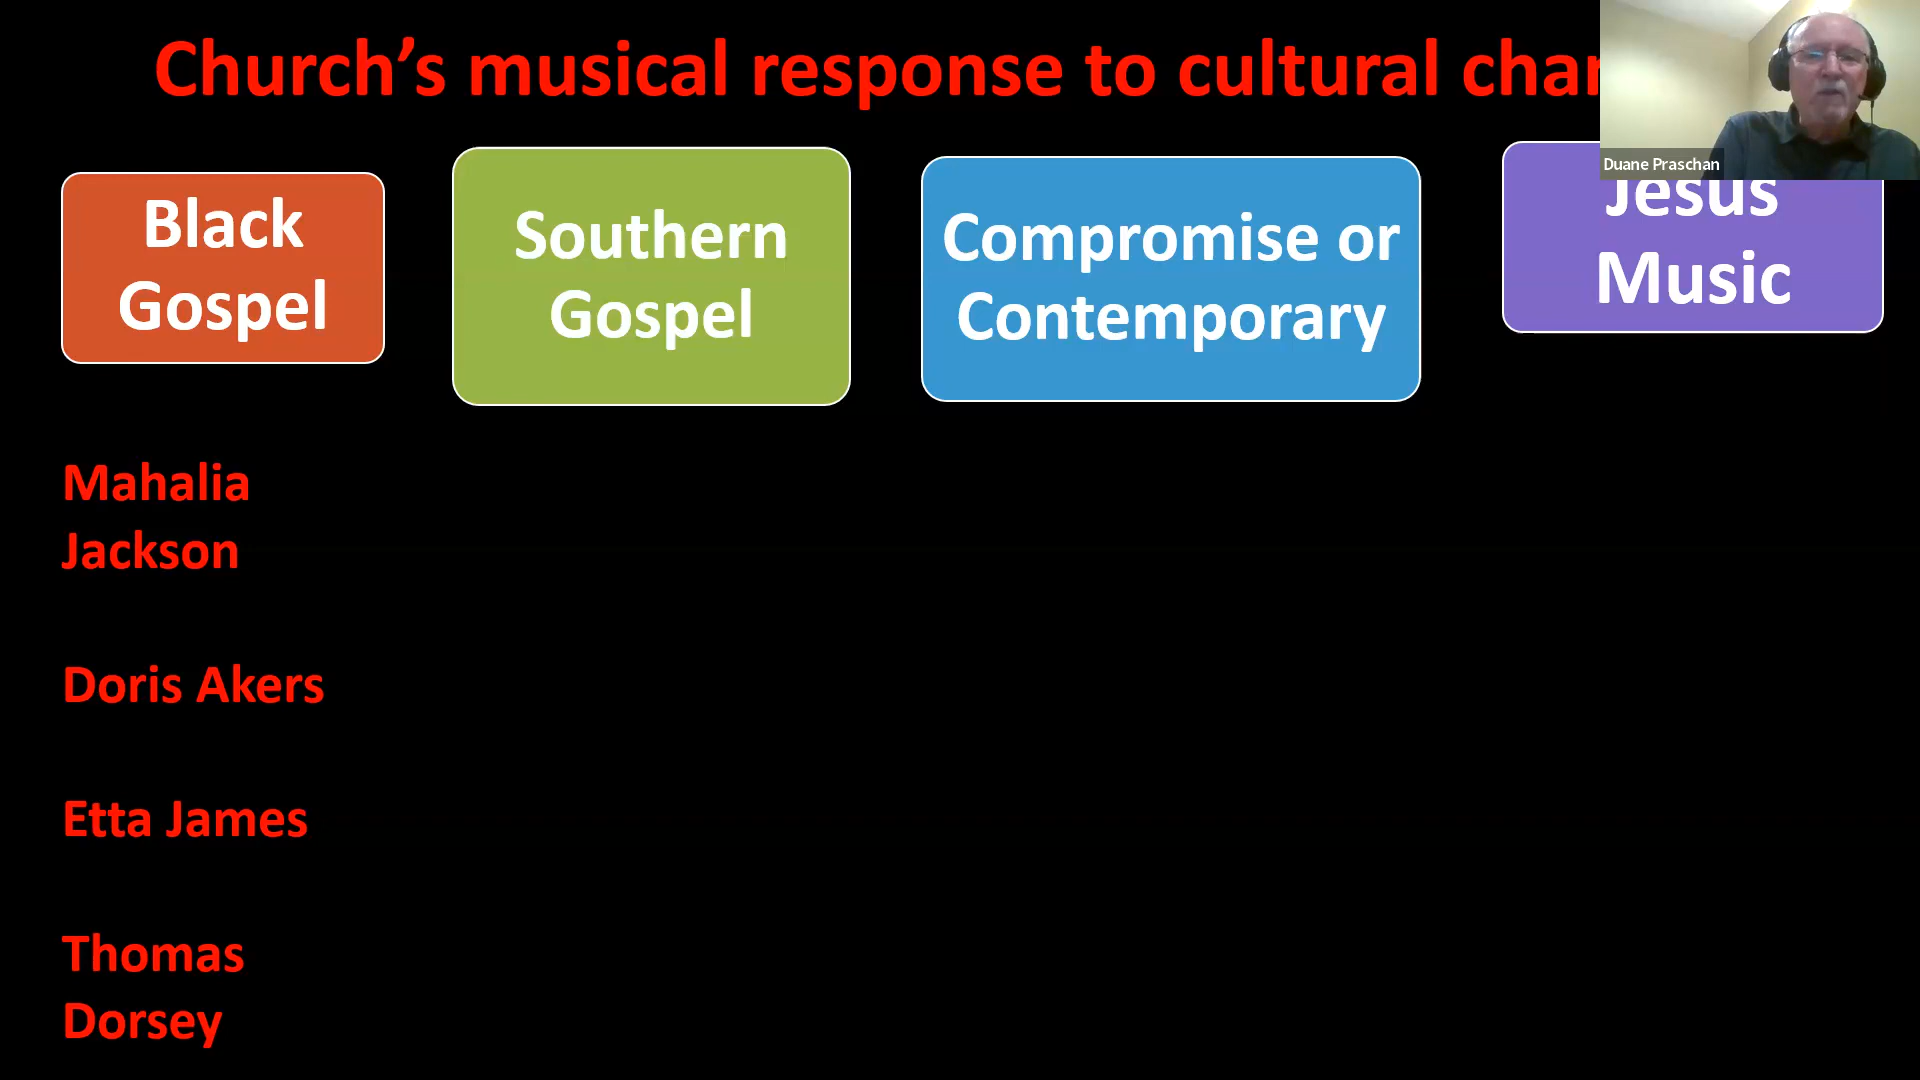 Church’s musical response to cultural
Duane Praschan
Black
Gospel
Southern
Gospel
Compromise or
Contemporary
Jesus
Music
Mahalia
Jackson
Doris Akers
Etta James
Thomas
Dorsey